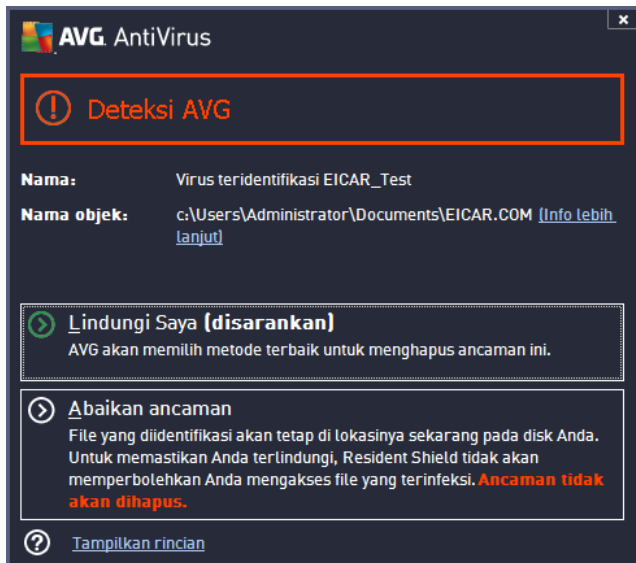 AVG. AntiVirus
Deteksi AVG
Nama: Virus teridentifikasi EICAR_Test
Nama objek: c:\Users\Administrator\Documents\EICAR.COM (Info lebih
lanjut)
Lindungi Saya (disarankan)
AVG akan memilih metode terbaik untuk menghapus ancaman ini.
Abaikan ancaman
File yang diidentifikasi akan tetap di lokasinya sekarang pada disk Anda.
Untuk memastikan Anda terlindungi, Resident Shield tidak akan
memperbolehkan Anda mengakses file yang terinfeksi. Ancaman tidak
akan dihapus.
Tampilkan rincian